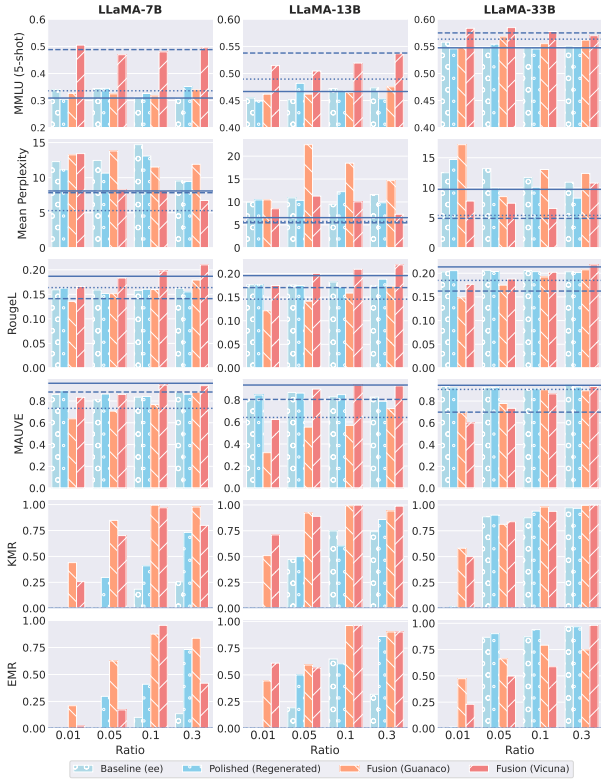 LLaMA-7B LLaMA-13B LLaMA-33B
MMLU (5-shot)
0.6 0.60 0.60
0.5 0.55 0.55
0.4 0.50 0.50
0.3 0.45 0.45
0.2 0.40 0.40
Mean Perplexity
15 20 15
10 15 10
5 10 5
0 5 0
0
RougeL
0.20 0.20 0.20
0.15 0.15 0.15
0.10 0.10 0.10
0.05 0.05 0.05
0.00 0.00 0.00
MAUVE
0.8 0.8 0.8
0.6 0.6 0.6
0.4 0.4 0.4
0.2 0.2 0.2
0.0 0.0 0.0
KMR
1.00 1.00 1.00
0.75 0.75 0.75
0.50 0.50 0.50
0.25 0.25 0.25
0.00 0.00 0.00
EMR
1.00 1.00 1.00
0.75 0.75 0.75
0.50 0.50 0.50
0.25 0.25 0.25
0.00 0.00 0.00
0.01 0.05 0.1 0.3 0.01 0.05 0.1 0.3 0.01 0.05 0.1 0.3
Ratio Ratio Ratio
Baseline (ee) Polished (Regenerated) Fusion (Guanaco) Fusion (Vicuna)